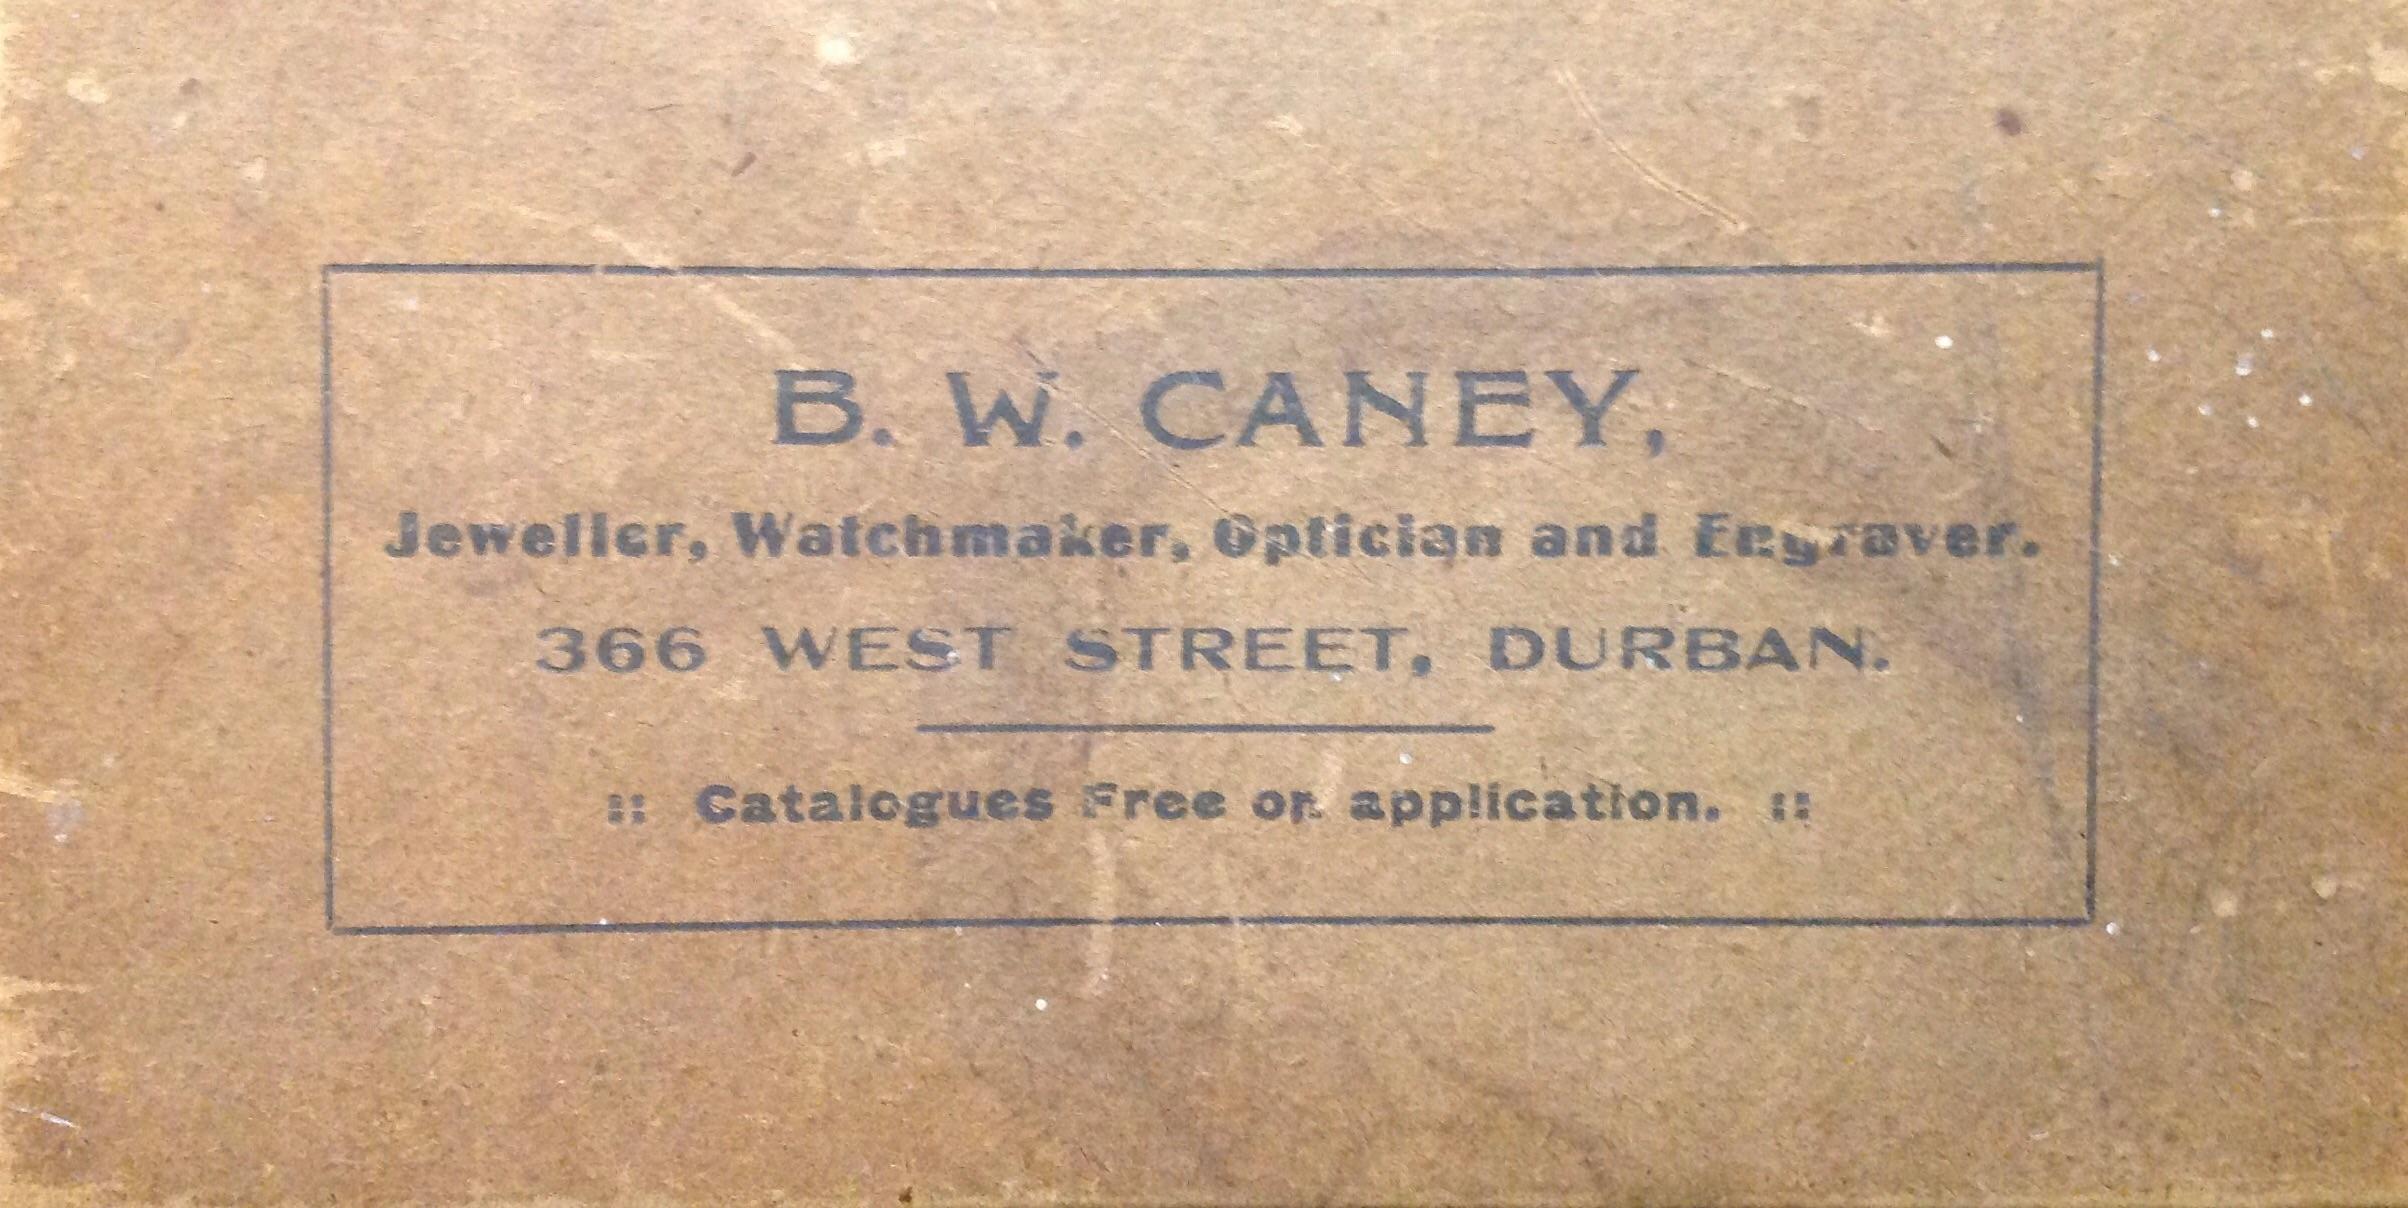 B. W. CANEY,
Jeweller, Watchmaker, Optician and Engraver.
366 WEST STREET, DURBAN.
:: Catalogues Free on application. ::